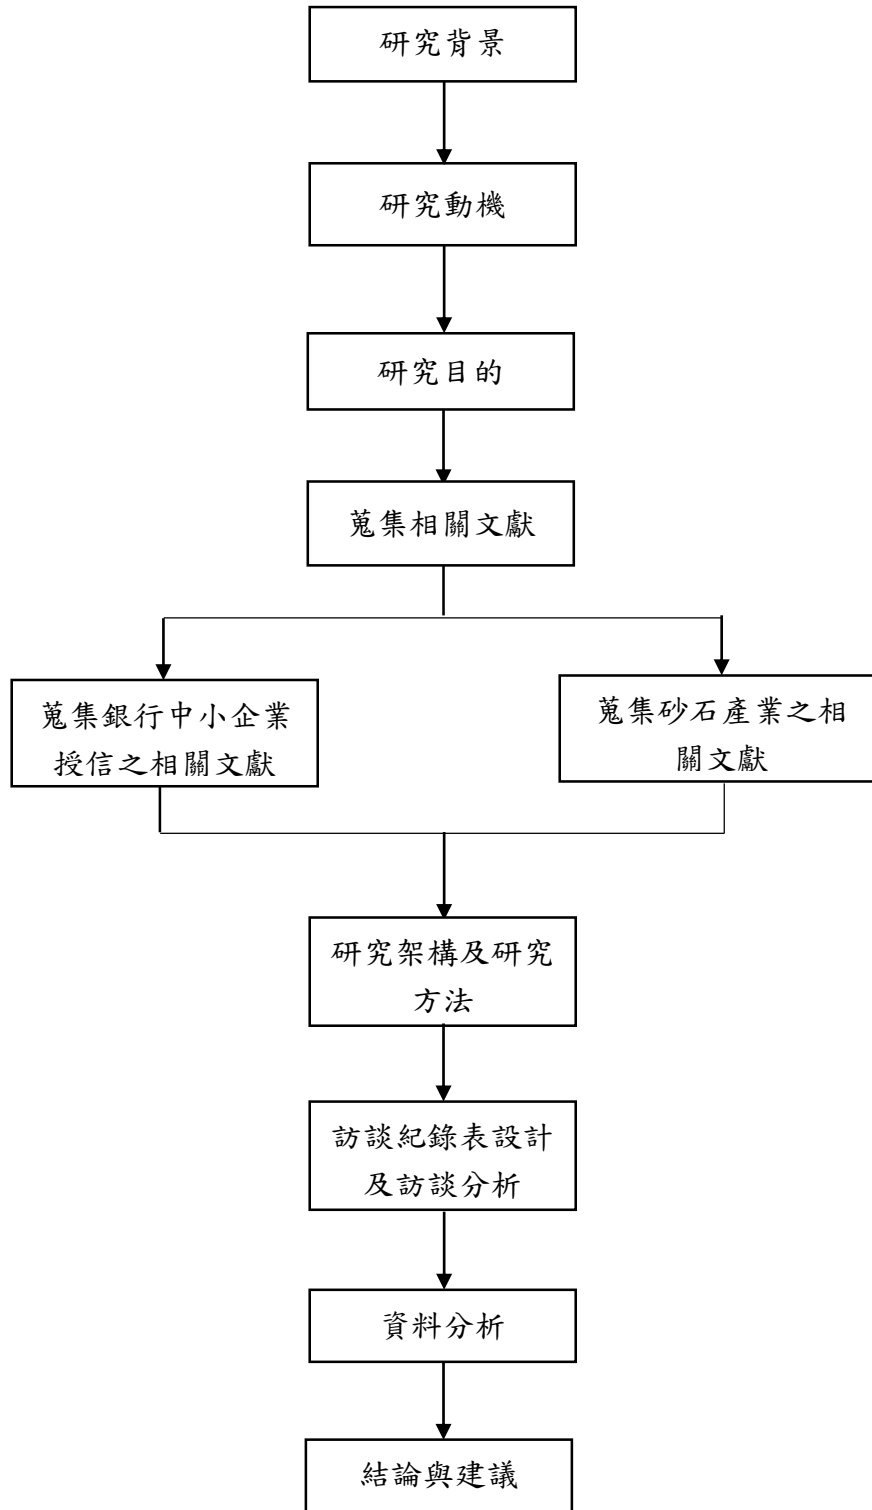 研究背景
研究動機
研究目的
蒐集相關文獻
蒐集銀行中小企業
授信之相關文獻
蒐集砂石產業之相
關文獻
研究架構及研究
方法
訪談紀錄表設計
及訪談分析
資料分析
結論與建議